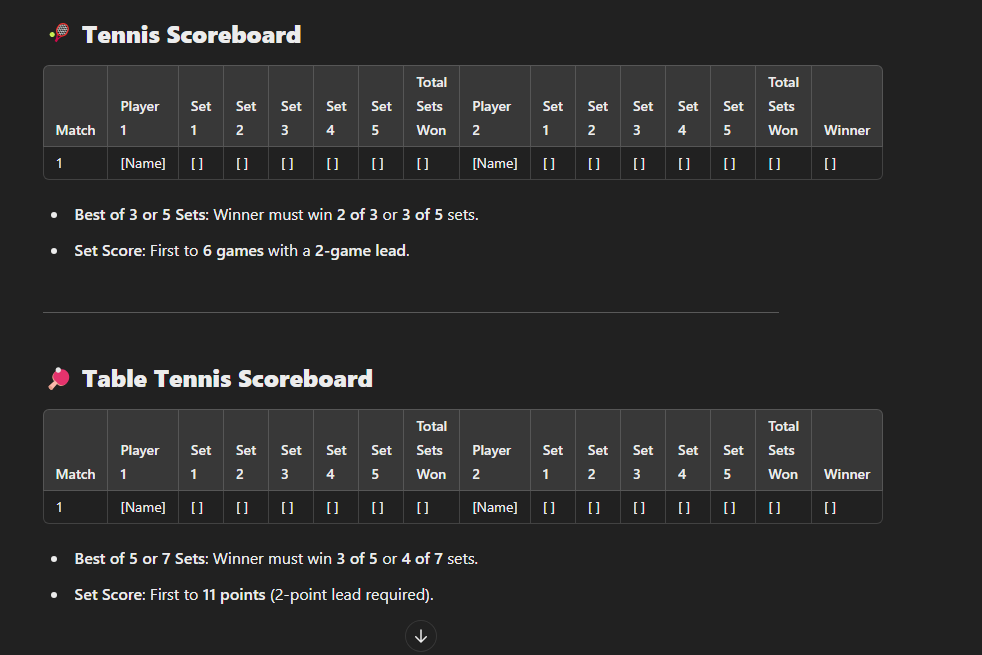 Tennis Scoreboard
Match | Player 1 | Set 1 | Set 2 | Set 3 | Set 4 | Set 5 | Total Sets Won | Player 2 | Set 1 | Set 2 | Set 3 | Set 4 | Set 5 | Total Sets Won | Winner
1 | [Name] | [ ] | [ ] | [ ] | [ ] | [ ] | [ ] | [Name] | [ ] | [ ] | [ ] | [ ] | [ ] | [ ] | [ ]
• Best of 3 or 5 Sets: Winner must win 2 of 3 or 3 of 5 sets.
• Set Score: First to 6 games with a 2-game lead.
Table Tennis Scoreboard
Match | Player 1 | Set 1 | Set 2 | Set 3 | Set 4 | Set 5 | Total Sets Won | Player 2 | Set 1 | Set 2 | Set 3 | Set 4 | Set 5 | Total Sets Won | Winner
1 | [Name] | [ ] | [ ] | [ ] | [ ] | [ ] | [ ] | [Name] | [ ] | [ ] | [ ] | [ ] | [ ] | [ ] | [ ]
• Best of 5 or 7 Sets: Winner must win 3 of 5 or 4 of 7 sets.
• Set Score: First to 11 points (2-point lead required).